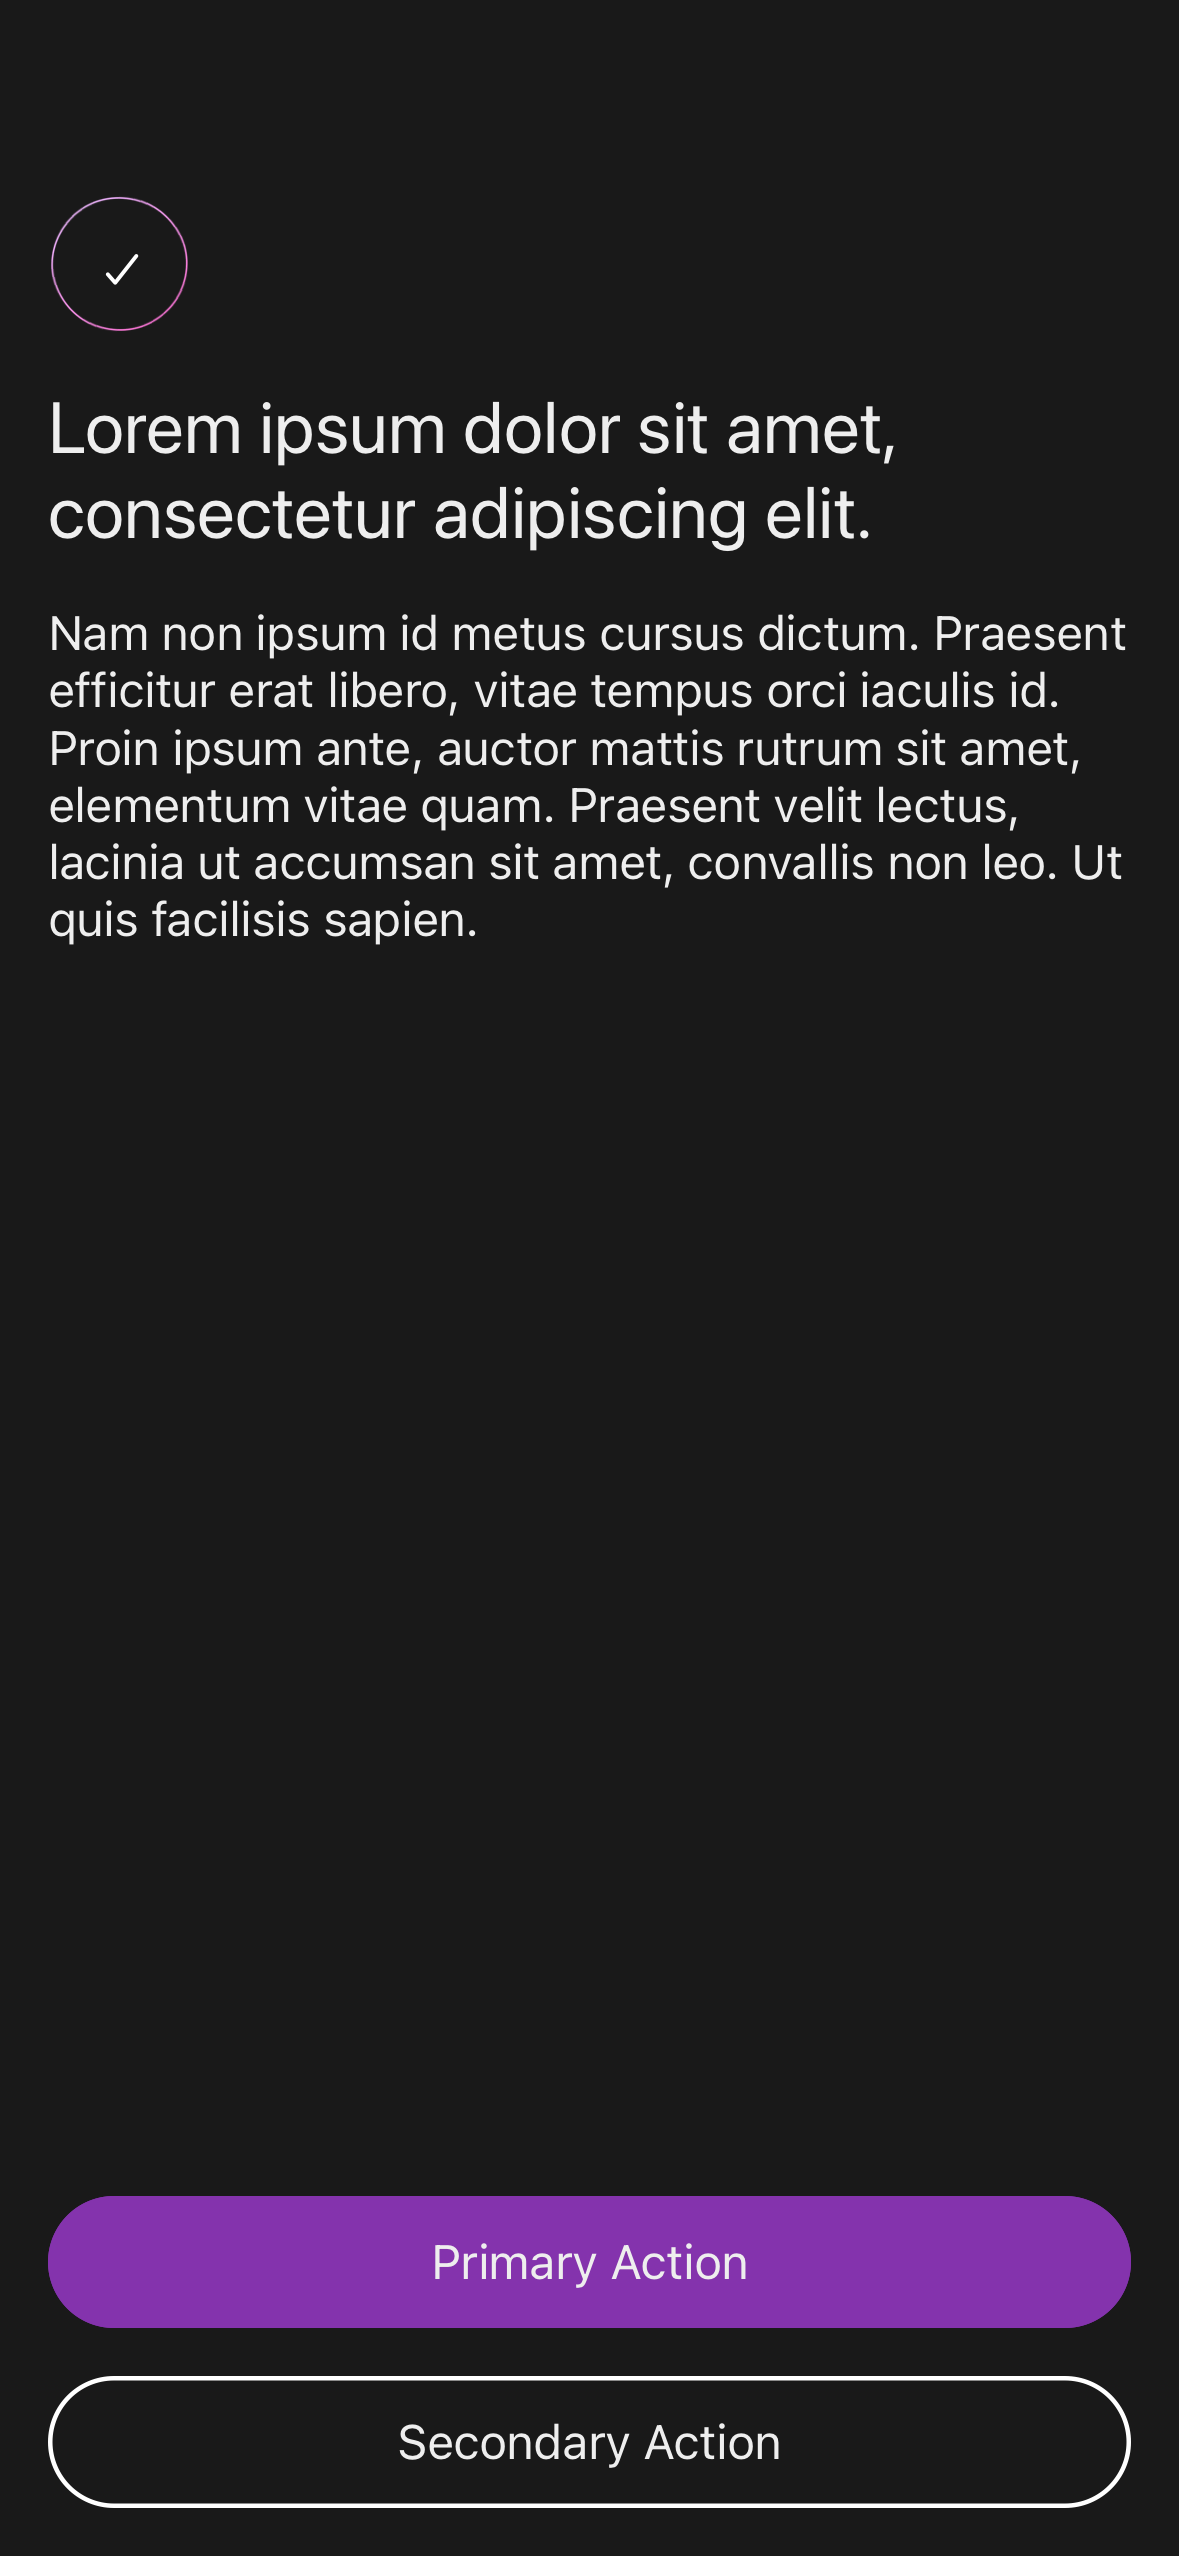 Lorem ipsum dolor sit amet,
consectetur adipiscing elit.
Nam non ipsum id metus cursus dictum. Praesent
efficitur erat libero, vitae tempus orci iaculis id.
Proin ipsum ante, auctor mattis rutrum sit amet,
elementum vitae quam. Praesent velit lectus,
lacinia ut accumsan sit amet, convallis non leo. Ut
quis facilisis sapien.
Primary Action
Secondary Action